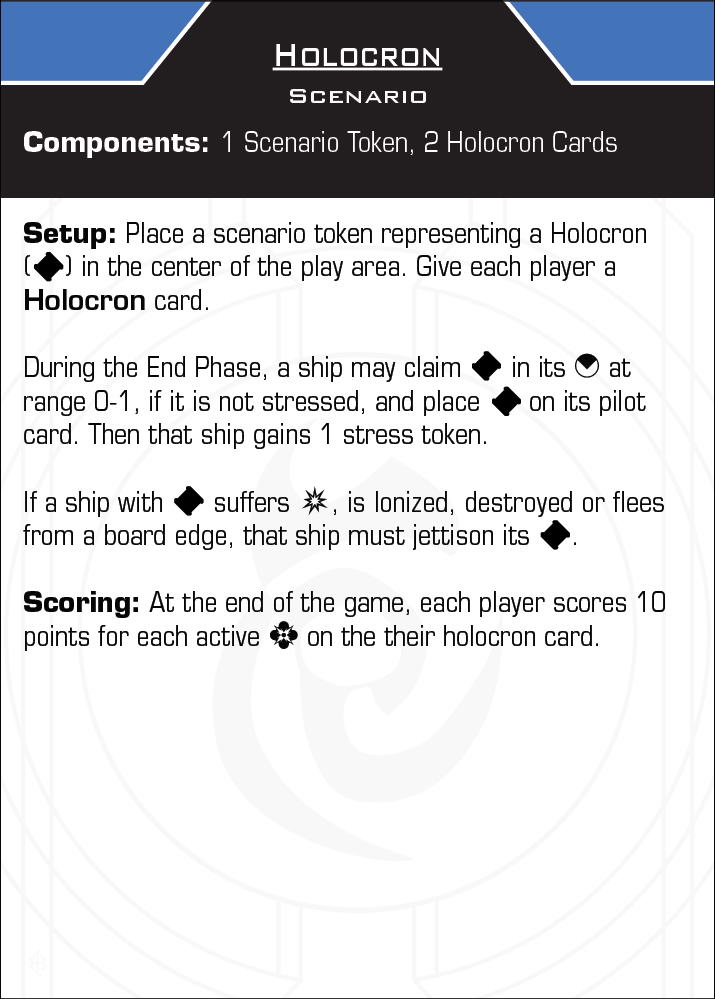 Holocron
Scenario
Components: 1 Scenario Token, 2 Holocron Cards
Setup: Place a scenario token representing a Holocron
() in the center of the play area. Give each player a
Holocron card.
During the End Phase, a ship may claim in its at
range 0-1, if it is not stressed, and place on its pilot
card. Then that ship gains 1 stress token.
If a ship with suffers , is Ionized, destroyed or flees
from a board edge, that ship must jettison its .
Scoring: At the end of the game, each player scores 10
points for each active on the their holocron card.